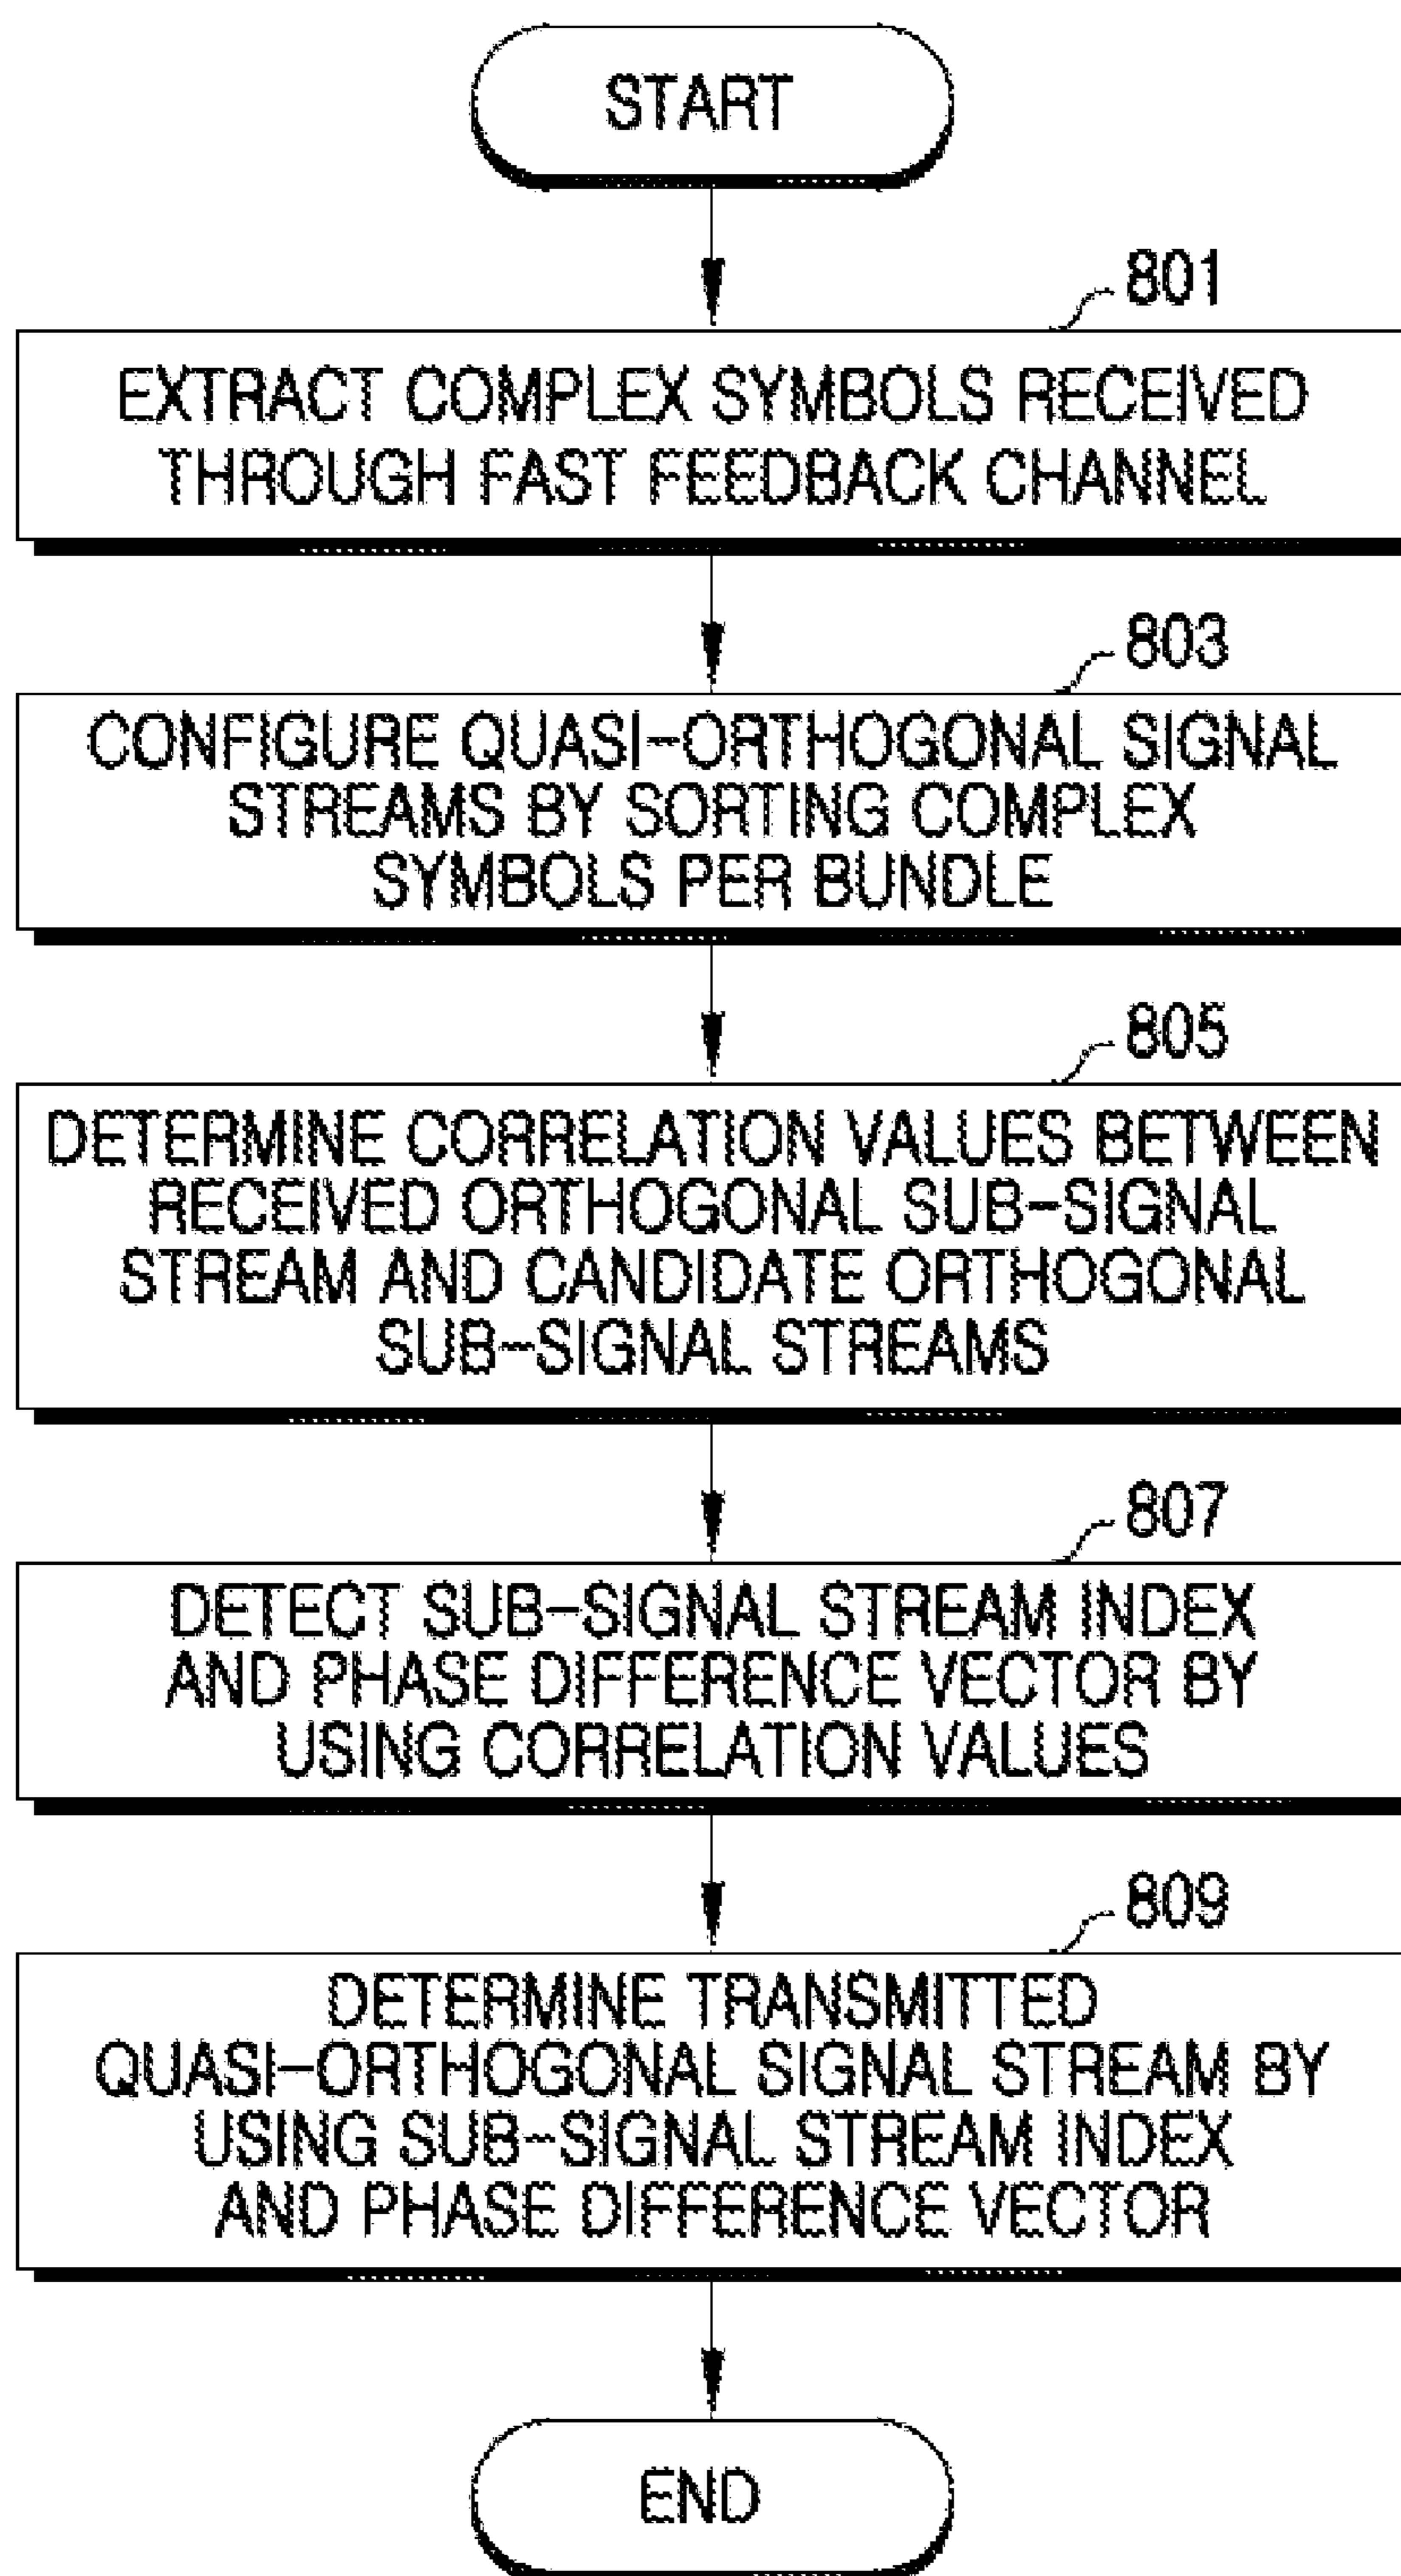 START
801
EXTRACT COMPLEX SYMBOLS RECEIVED
THROUGH FAST FEEDBACK CHANNEL
803
CONFIGURE QUASI-ORTHOGONAL SIGNAL
STREAMS BY SORTING COMPLEX
SYMBOLS PER BUNDLE
805
DETERMINE CORRELATION VALUES BETWEEN
RECEIVED ORTHOGONAL SUB-SIGNAL
STREAM AND CANDIDATE ORTHOGONAL
SUB-SIGNAL STREAMS
807
DETECT SUB-SIGNAL STREAM INDEX
AND PHASE DIFFERENCE VECTOR BY
USING CORRELATION VALUES
809
DETERMINE TRANSMITTED
QUASI-ORTHOGONAL SIGNAL STREAM BY
USING SUB-SIGNAL STREAM INDEX
AND PHASE DIFFERENCE VECTOR
END